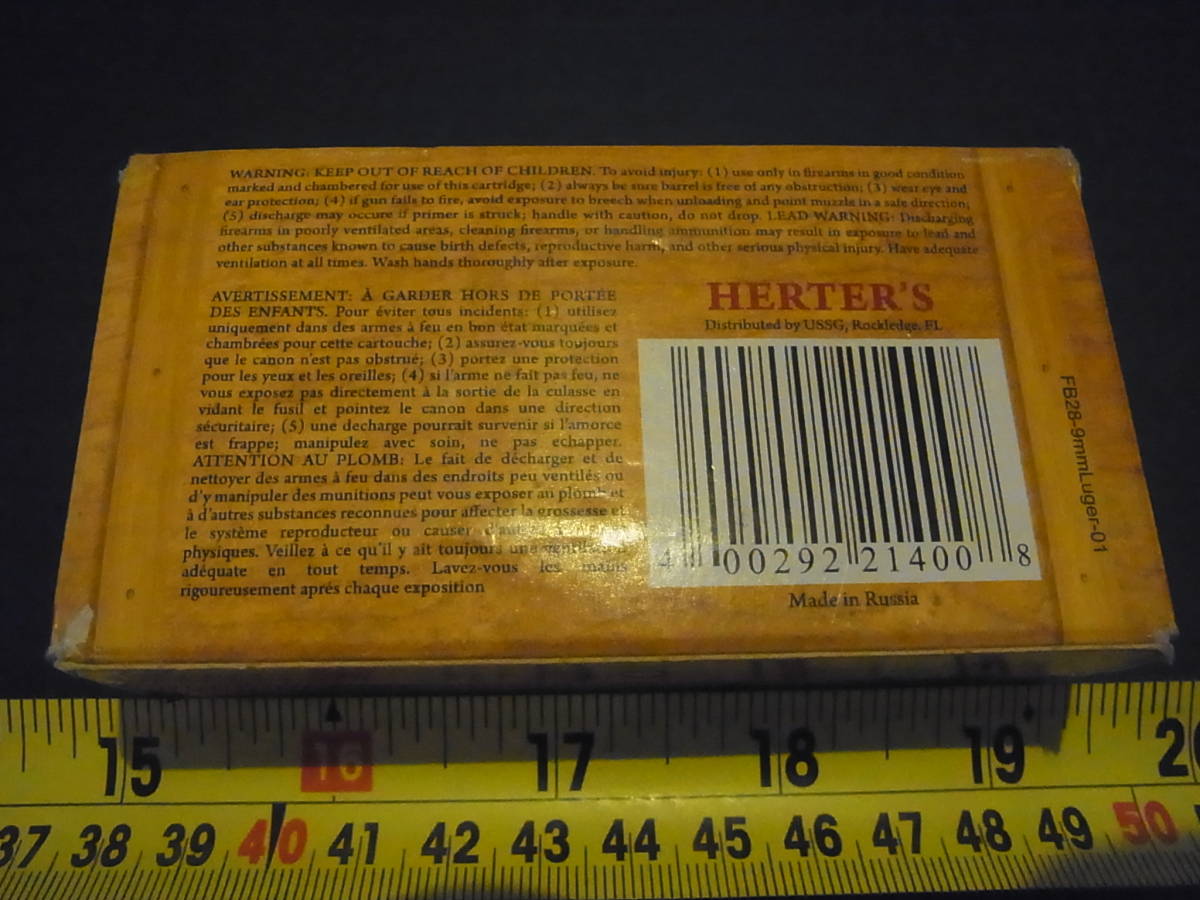 WARNING: KEEP OUT OF REACH OF CHILDREN. To avoid injury: (1) use only in firearms in good condition
marked and chambered for use of this cartridge; (2) always be sure barrel is free of any obstruction; (3) wear eye and
ear protection; (4) if gun fails to fire, avoid exposure to breech when unloading and point muzzle in a safe direction;
(5) discharge may occure if primer is struck; handle with caution, do not drop. LEAD WARNING: Discharging
firearms in poorly ventilated areas, cleaning firearms, or handling ammunition may result in exposure to lead and
other substances known to cause birth defects, reproductive harm, and other serious physical injury. Have adequate
ventilation at all times. Wash hands thoroughly after exposure.
AVERTISSEMENT: À GARDER HORS DE PORTÉE
DES ENFANTS. Pour éviter tous incidents: (1) utilisez
uniquement dans des armes à feu en bon état marquées et
chambrées pour cette cartouche; (2) assurez-vous toujours
que le canon n'est pas obstrué; (3) portez une protection
pour les yeux et les oreilles; (4) si l'arme ne fait pas feu, ne
vous exposez pas directement à la sortie de la culasse en
vidant le fusil et pointez le canon dans une direction
sécuritaire; (5) une decharge pourrait survenir si l'amorce
est frappe; manipulez avec soin, ne pas echapper.
ATTENTION AU PLOMB: Le fait de décharger et de
nettoyer des armes à feu dans des endroits peu ventilés ou
d'y manipuler des munitions peut vous exposer au plomb et
à d'autres substances reconnues pour affecter la grossesse et
le système reproducteur ou causer
physiques. Veillez à ce qu'il y ait toujours une
adéquate en tout temps. Lavez-vous les mains
rigoureusement aprés chaque exposition
HERTER'S
Distributed by USSG, Rockledge, FL
4 00292 21400 8
Made in Russia
FB28-9mmLuger-01
15 16 17 18 19
37 38 39 40 41 42 43 44 45 46 47 48 49 50